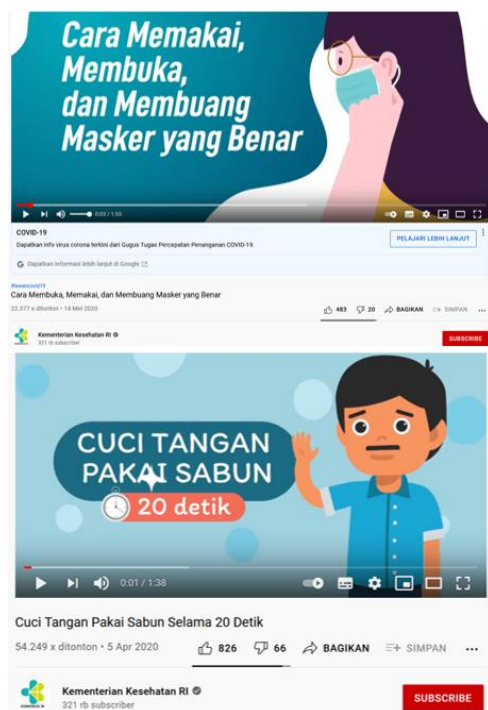 Cara Memakai,
Membuka,
dan Membuang
Masker yang Benar
0:03 / 1:53
COVID-19
Dapatkan info virus corona terkini dari Gugus Tugas Percepatan Penanganan COVID-19.
PELAJARI LEBIH LANJUT
G Dapatkan informasi lebih lanjut di Google
Cara Membuka, Memakai, dan Membuang Masker yang Benar
22.377 x ditonton • 14 Mei 2020
483 20 BAGIKAN SIMPAN
Kementerian Kesehatan RI
321 rb subscriber
SUBSCRIBE
CUCI TANGAN
PAKAI SABUN
20 detik
0:01 / 1:38
Cuci Tangan Pakai Sabun Selama 20 Detik
54.249 x ditonton • 5 Apr 2020
826 66 BAGIKAN SIMPAN
Kementerian Kesehatan RI
321 rb subscriber
SUBSCRIBE